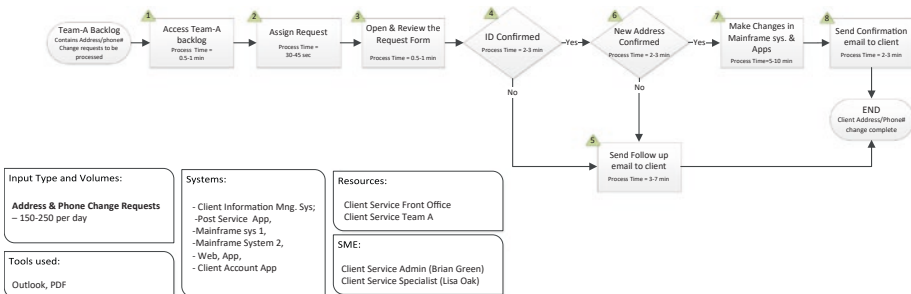 Team-A Backlog
Contains Address/phone#
Change requests to be
processed
1
Access Team-A
backlog
Process Time =
0.5-1 min
2
Assign Request
Process Time =
30-45 sec
3
Open & Review the
Request Form
Process Time = 0.5-1 min
4
ID Confirmed
Process Time = 2-3 min
Yes
No
6
New Address
Confirmed
Process Time = 2-3 min
Yes
No
7
Make Changes in
Mainframe sys. &
Apps
Process Time=5-10 min
8
Send Confirmation
email to client
Process Time = 2-3 min
END
Client Address/Phone#
change complete
5
Send Follow up
email to client
Process Time = 3-7 min
Input Type and Volumes:
Address & Phone Change Requests
– 150-250 per day
Tools used:
Outlook, PDF
Systems:
- Client Information Mng. Sys;
-Post Service App,
-Mainframe sys 1,
-Mainframe System 2,
- Web, App,
- Client Account App
Resources:
Client Service Front Office
Client Service Team A
SME:
Client Service Admin (Brian Green)
Client Service Specialist (Lisa Oak)